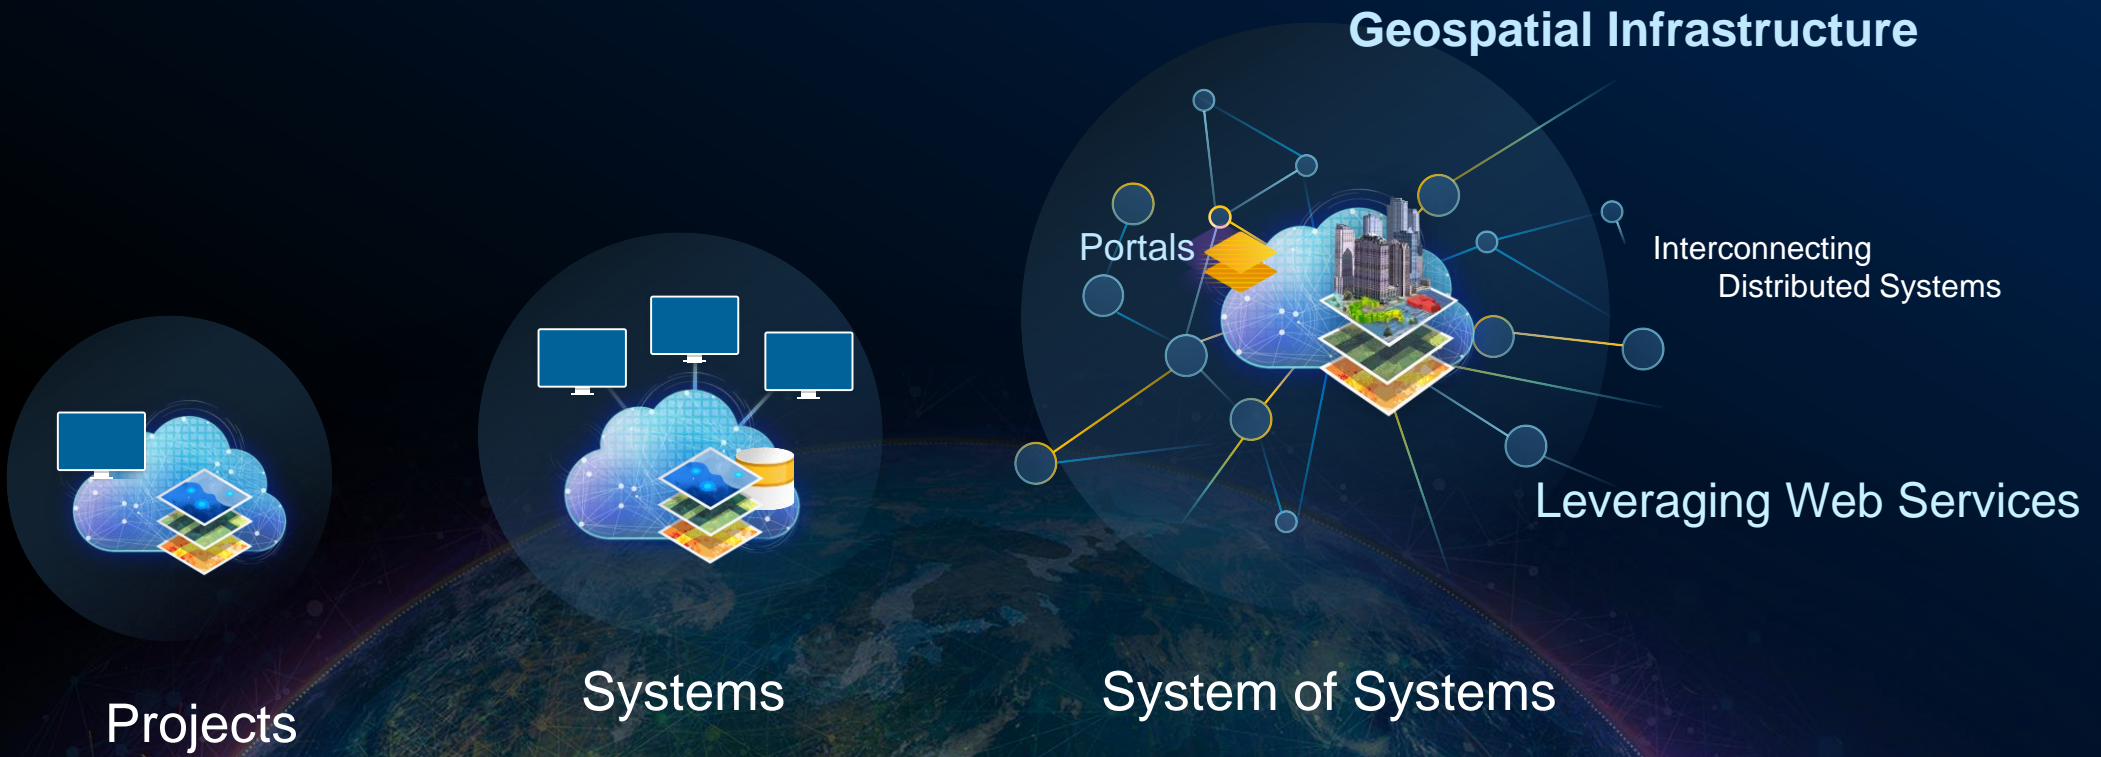 Geospatial Infrastructure
Portals
Interconnecting
Distributed Systems
Leveraging Web Services
Projects
Systems
System of Systems